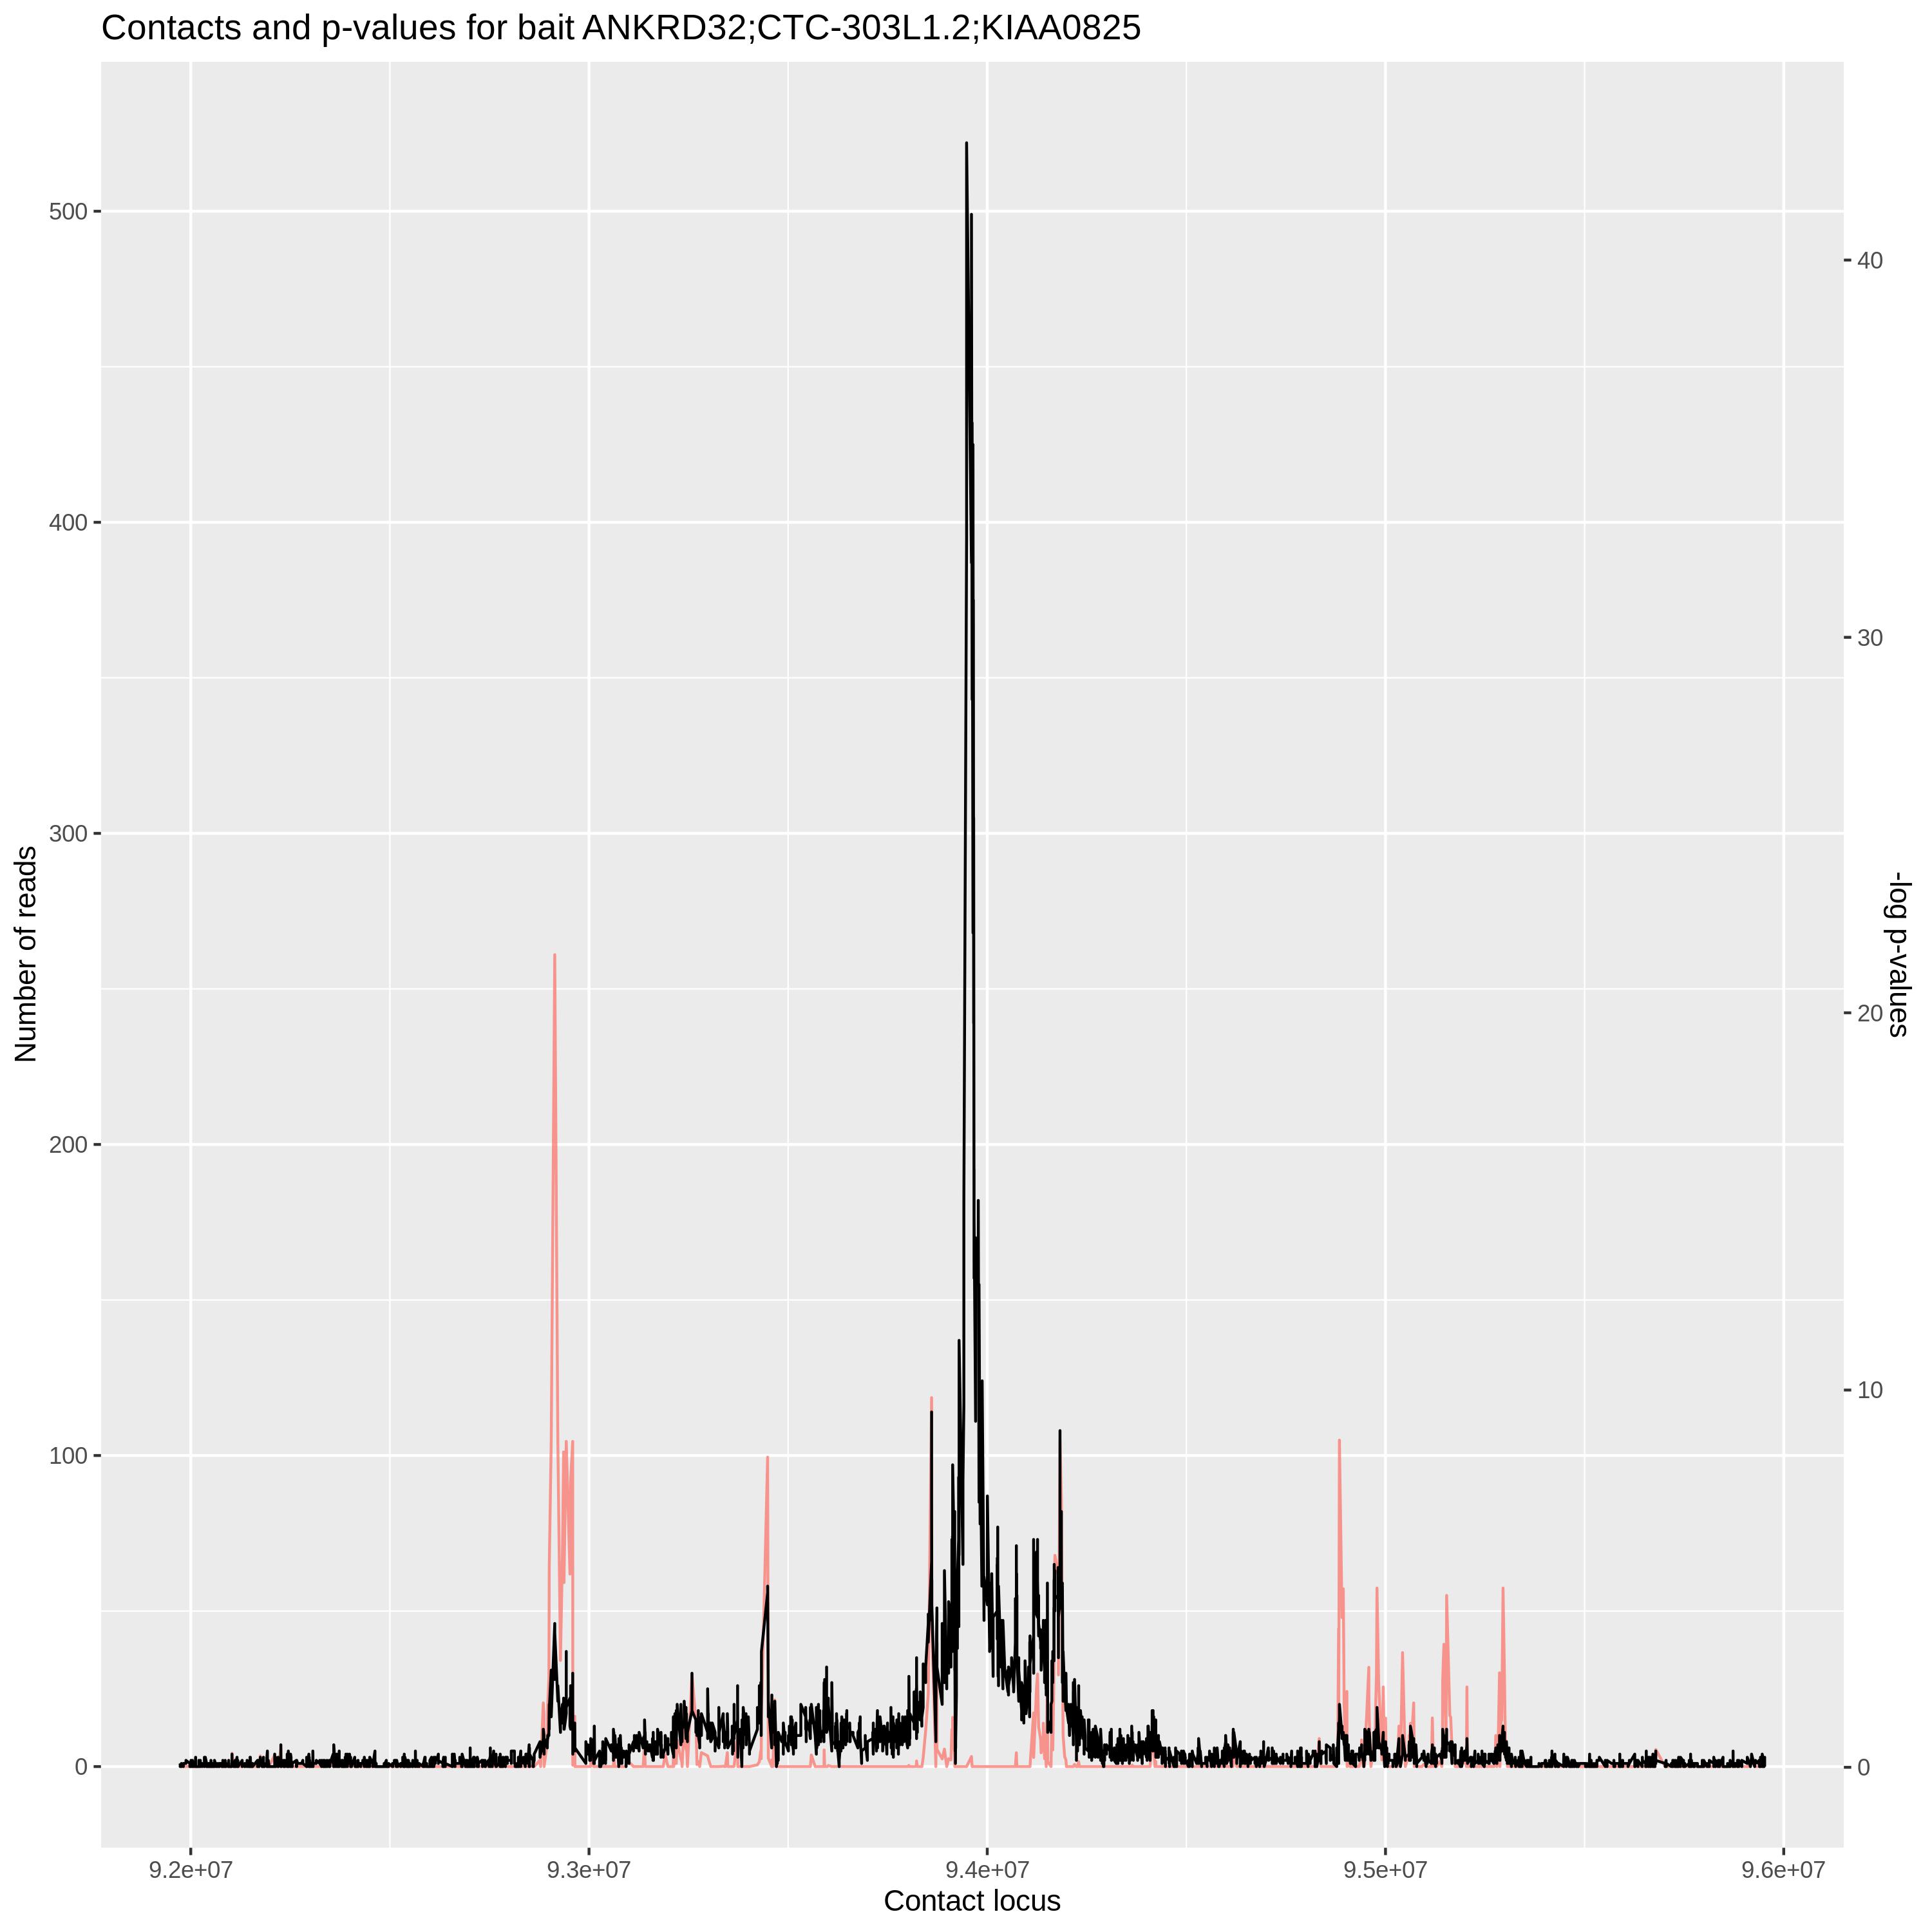 Contacts and p-values for bait ANKRD32;CTC-303L1.2;KIAA0825
500
400
300
200
100
0
Number of reads
40
30
20
10
0
-log p-values
9.2e+07
9.3e+07
9.4e+07
9.5e+07
9.6e+07
Contact locus